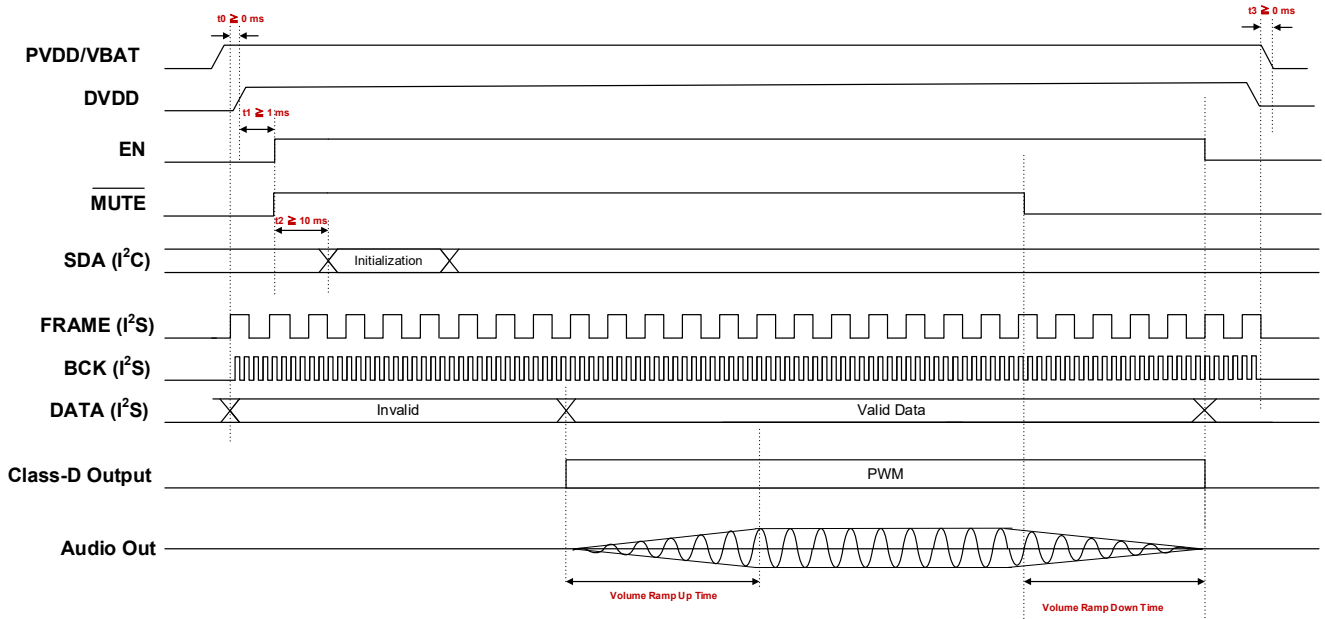 t0 ≧ 0 ms
t3 ≧ 0 ms
PVDD/VBAT
DVDD
t1 ≧ 1 ms
EN
MUTE
t2 ≧ 10 ms
SDA (I²C)
Initialization
FRAME (I²S)
BCK (I²S)
DATA (I²S)
Invalid
Valid Data
Class-D Output
PWM
Audio Out
Volume Ramp Up Time
Volume Ramp Down Time